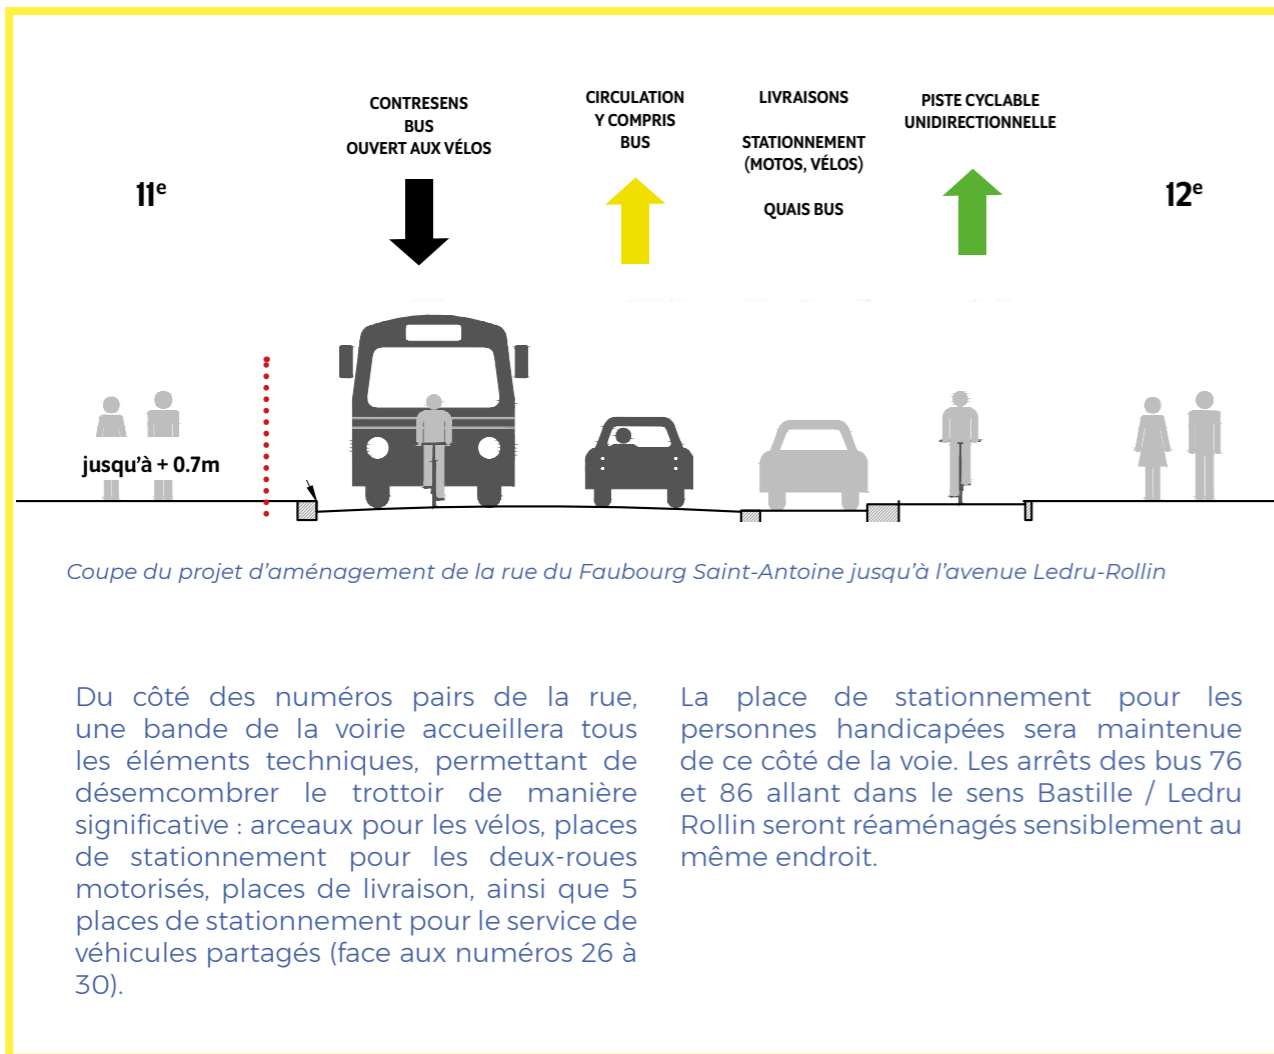 CONTRESENS
BUS
OUVERT AUX VÉLOS
CIRCULATION
Y COMPRIS
BUS
LIVRAISONS
STATIONNEMENT
(MOTOS, VÉLOS)
QUAIS BUS
PISTE CYCLABLE
UNIDIRECTIONNELLE
11e
12e
jusqu'à + 0.7m
Coupe du projet d'aménagement de la rue du Faubourg Saint-Antoine jusqu'à l'avenue Ledru-Rollin
Du côté des numéros pairs de la rue,
une bande de la voirie accueillera tous
les éléments techniques, permettant de
désemcombrer le trottoir de manière
significative : arceaux pour les vélos, places
de stationnement pour les deux-roues
motorisés, places de livraison, ainsi que 5
places de stationnement pour le service de
véhicules partagés (face aux numéros 26 à
30).
La place de stationnement pour les
personnes handicapées sera maintenue
de ce côté de la voie. Les arrêts des bus 76
et 86 allant dans le sens Bastille / Ledru
Rollin seront réaménagés sensiblement au
même endroit.